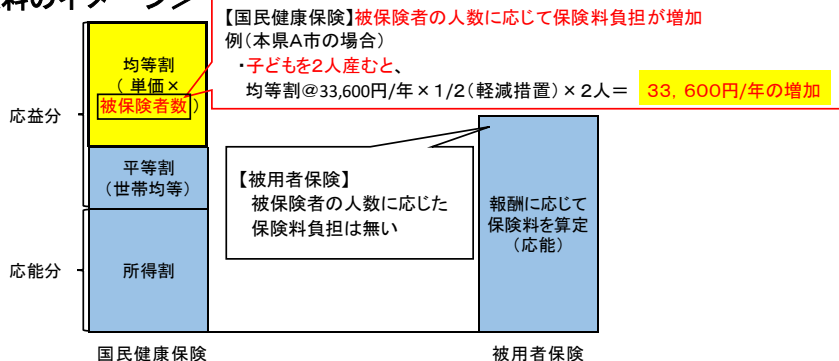 料のイメージ／
【国民健康保険】被保険者の人数に応じて保険料負担が増加
例(本県A市の場合)
・子どもを2人産むと、
均等割@33,600円/年×1/2(軽減措置)×2人＝ 33，600円/年の増加
均等割
( 単価×
被保険者数 )
応益分
平等割
(世帯均等)
【被用者保険】
被保険者の人数に応じた
保険料負担は無い
報酬に応じて
保険料を算定
(応能)
応能分
所得割
国民健康保険
被用者保険